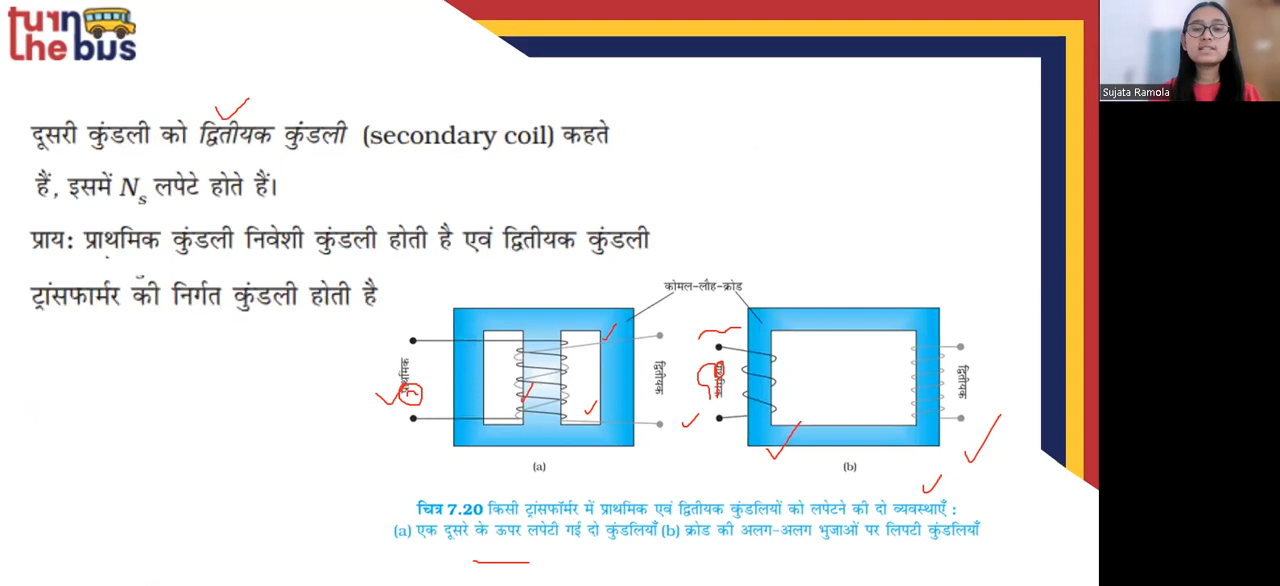 turn
the bus
Sujata Ramola
दूसरी कुंडली को द्वितीयक कुंडली (secondary coil) कहते
हैं, इसमें Ns लपेटे होते हैं।
प्राय: प्राथमिक कुंडली निवेशी कुंडली होती है एवं द्वितीयक कुंडली
ट्रांसफार्मर की निर्गत कुंडली होती है
कोमल-लौह-क्रोड
प्राथमिक
द्वितीयक
प्राथमिक
द्वितीयक
(a)
(b)
चित्र 7.20 किसी ट्रांसफॉर्मर में प्राथमिक एवं द्वितीयक कुंडलियों को लपेटने की दो व्यवस्थाएँ :
(a) एक दूसरे के ऊपर लपेटी गई दो कुंडलियाँ (b) क्रोड की अलग-अलग भुजाओं पर लिपटी कुंडलियाँ